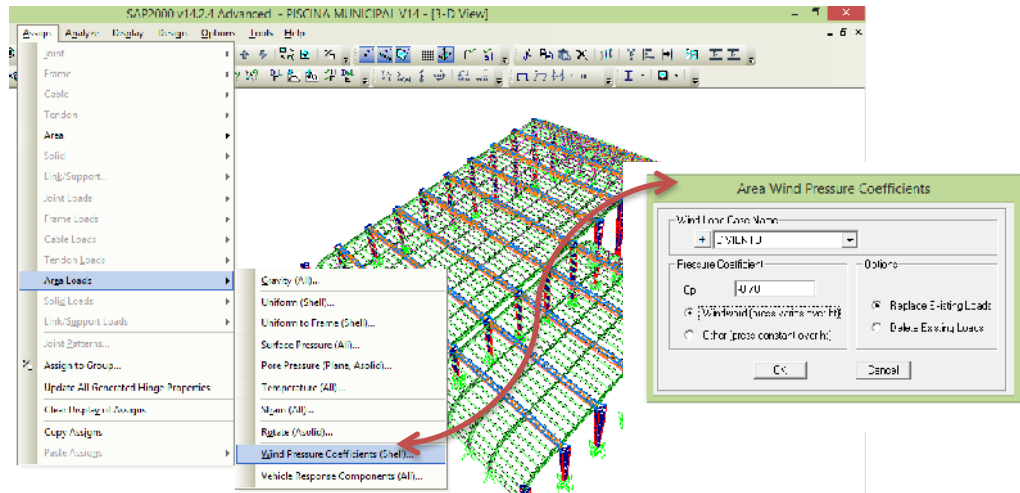 SAP2000 v14.2.4 Advanced - PISCINA MUNICIPAL V14 - [3-D View]
Assign Analyze Display Design Options Tools Help
Joint
Frame
Cable
Tendon
Area
Solid
Link/Support...
Joint Loads
Frame Loads
Cable Loads
Tendon Loads
Area Loads
Solid Loads
Link/Support Loads
Joint Patterns...
Assign to Group...
Update All Generated Hinge Properties
Clear Display of Assigns
Copy Assigns
Paste Assigns
Gravity (All)...
Uniform (Shell)...
Uniform to Frame (Shell)...
Surface Pressure (All)...
Pore Pressure (Plane, Asolid)...
Temperature (All)...
Strain (All)...
Rotate (Asolid)...
Wind Pressure Coefficients (Shell)...
Vehicle Response Components (All)...
Area Wind Pressure Coefficients
Wind Load Case Name
Pressure Coefficient
Cp
Windward (press varies over ht)
Other (press constant over ht)
Options
Replace Existing Loads
Delete Existing Loads
OK
Cancel